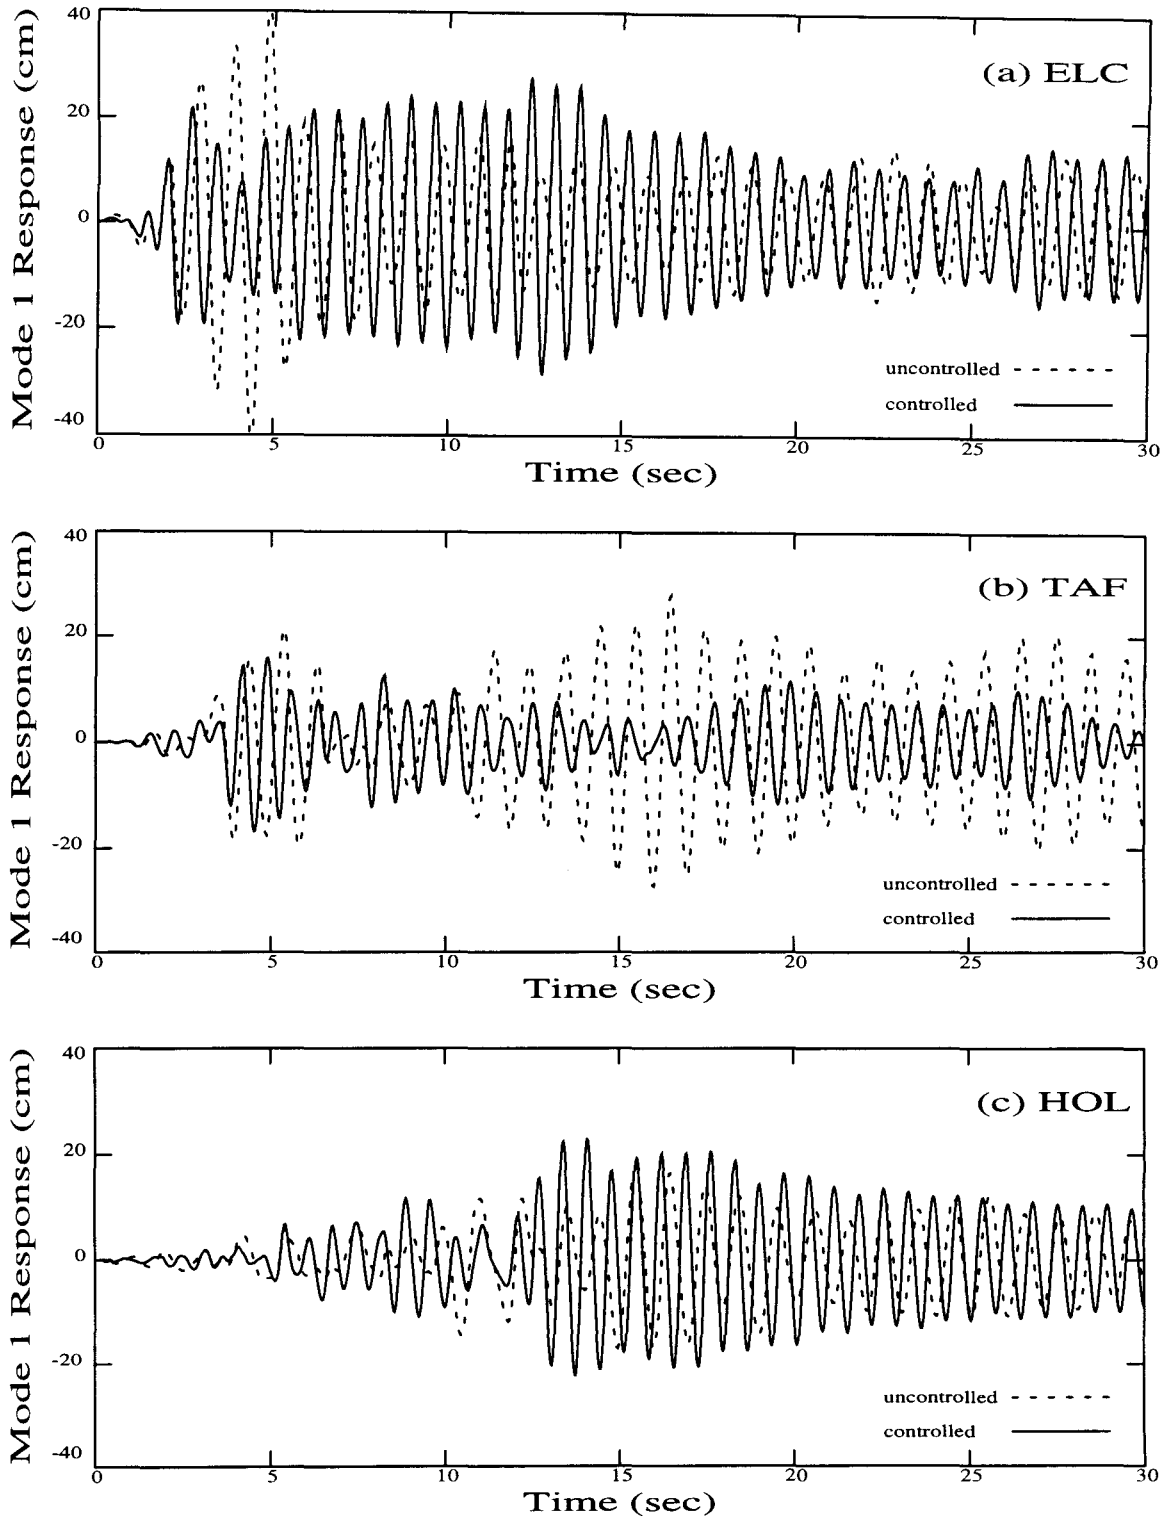 40
20
0
-20
-40
Mode 1 Response (cm)
(a) ELC
uncontrolled
controlled
0 5 10 15 20 25 30
Time (sec)
40
20
0
-20
-40
Mode 1 Response (cm)
(b) TAF
uncontrolled
controlled
0 5 10 15 20 25 30
Time (sec)
40
20
0
-20
-40
Mode 1 Response (cm)
(c) HOL
uncontrolled
controlled
0 5 10 15 20 25 30
Time (sec)